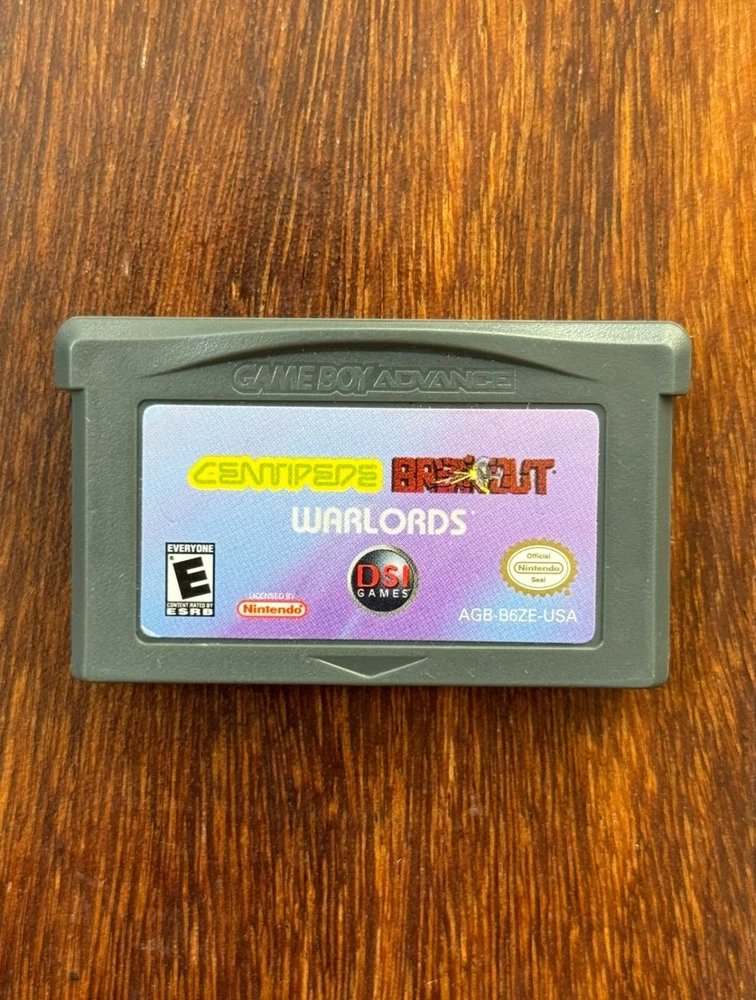 GAME BOY ADVANCE
CENTIPEDE BREAKOUT
WARLORDS
EVERYONE
E
CONTENT RATED BY
ESRB
LICENSED BY
Nintendo
DSI
GAMES
Official
Nintendo
Seal
AGB-B6ZE-USA